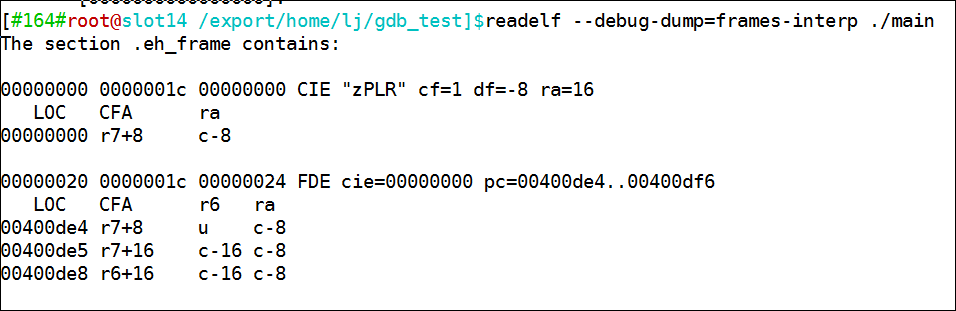 [#164#root@slot14 /export/home/lj/gdb_test]$readelf --debug-dump=frames-interp ./main
The section .eh_frame contains:
00000000 0000001c 00000000 CIE "zPLR" cf=1 df=-8 ra=16
   LOC   CFA      ra
00000000 r7+8     c-8
00000020 0000001c 00000024 FDE cie=00000000 pc=00400de4..00400df6
   LOC   CFA      r6   ra
00400de4 r7+8     u    c-8
00400de5 r7+16    c-16 c-8
00400de8 r6+16    c-16 c-8